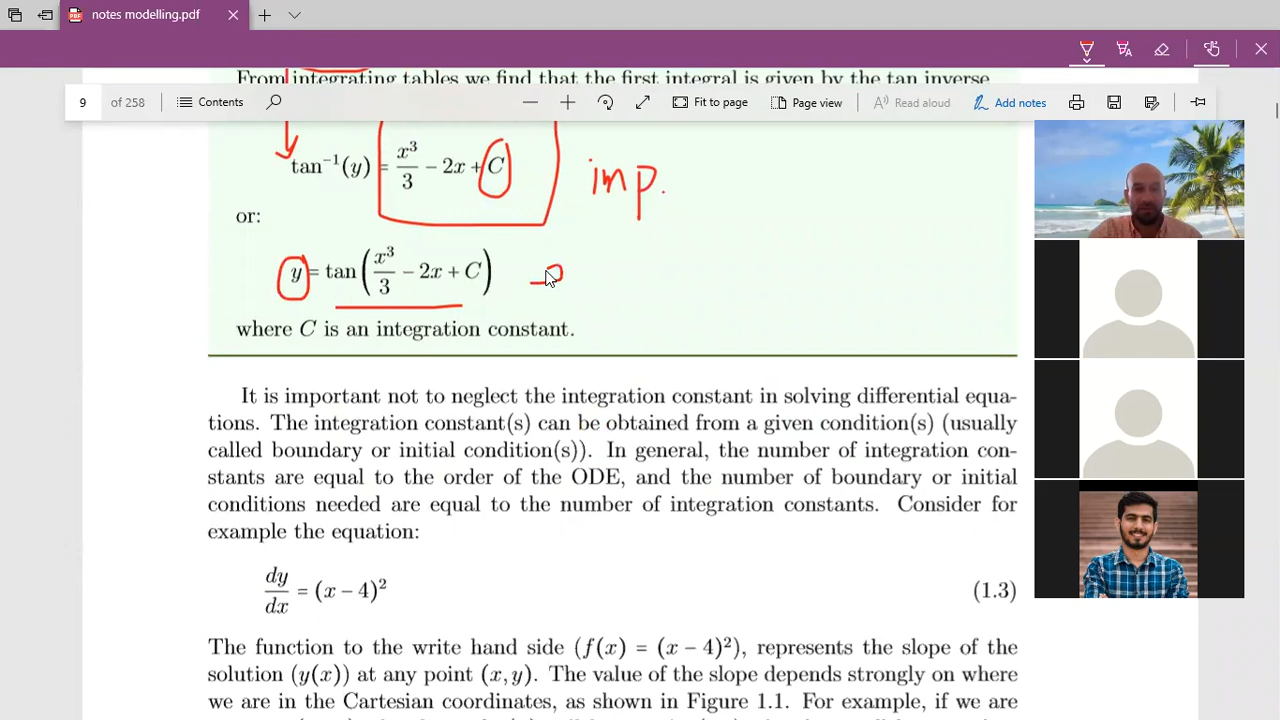 notes modelling.pdf
From integrating tables we find that the first integral is given by the tan inverse
9 of 258 Contents Fit to page Page view Read aloud Add notes
tan⁻¹(y) = x³/3 − 2x + C imp.
or:
y = tan(x³/3 − 2x + C)
where C is an integration constant.
It is important not to neglect the integration constant in solving differential equa-
tions. The integration constant(s) can be obtained from a given condition(s) (usually
called boundary or initial condition(s)). In general, the number of integration con-
stants are equal to the order of the ODE, and the number of boundary or initial
conditions needed are equal to the number of integration constants. Consider for
example the equation:
dy/dx = (x − 4)² (1.3)
The function to the write hand side (f(x) = (x − 4)²), represents the slope of the
solution (y(x)) at any point (x, y). The value of the slope depends strongly on where
we are in the Cartesian coordinates, as shown in Figure 1.1. For example, if we are